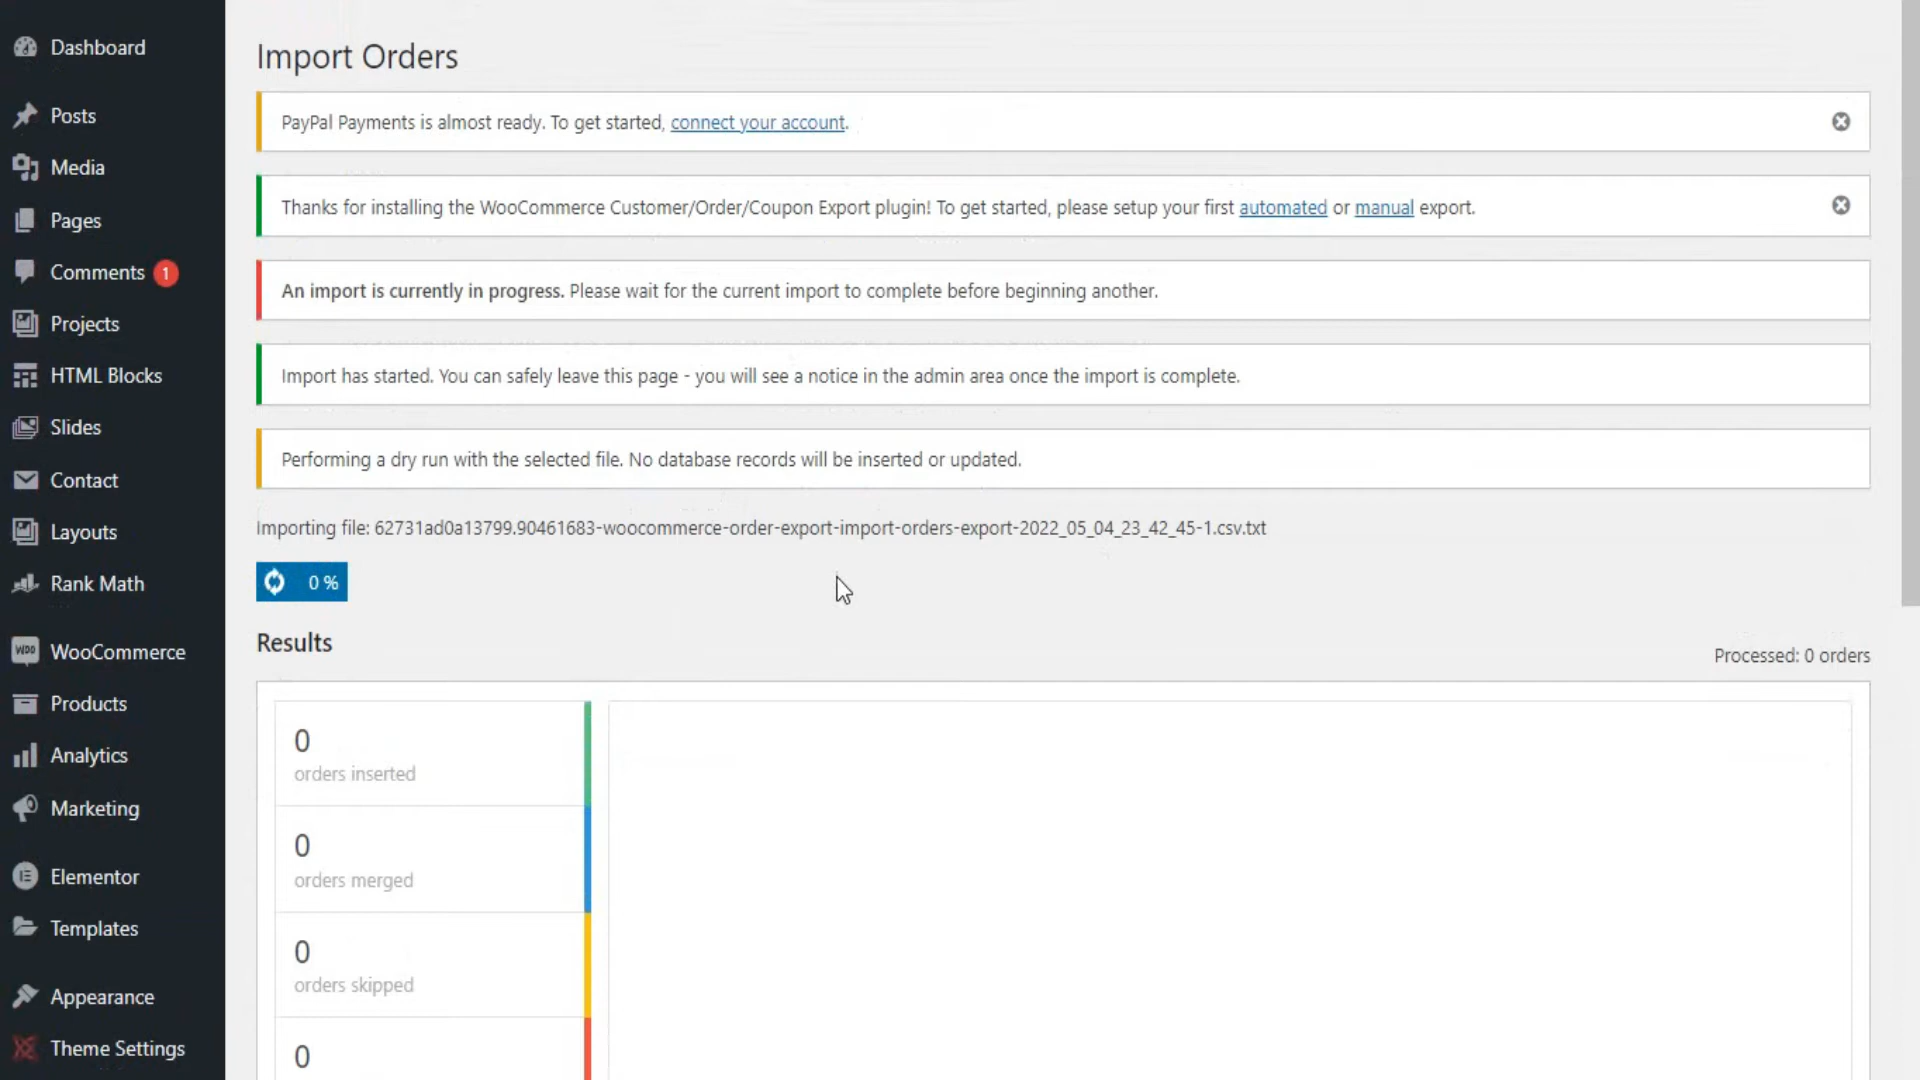 Dashboard
Posts
Media
Pages
Comments 1
Projects
HTML Blocks
Slides
Contact
Layouts
Rank Math
WOO WooCommerce
Products
Analytics
Marketing
Elementor
Templates
Appearance
Theme Settings
Import Orders
PayPal Payments is almost ready. To get started, connect your account.
Thanks for installing the WooCommerce Customer/Order/Coupon Export plugin! To get started, please setup your first automated or manual export.
An import is currently in progress. Please wait for the current import to complete before beginning another.
Import has started. You can safely leave this page - you will see a notice in the admin area once the import is complete.
Performing a dry run with the selected file. No database records will be inserted or updated.
Importing file: 62731ad0a13799.90461683-woocommerce-order-export-import-orders-export-2022_05_04_23_42_45-1.csv.txt
0 %
Results
Processed: 0 orders
0
orders inserted
0
orders merged
0
orders skipped
0